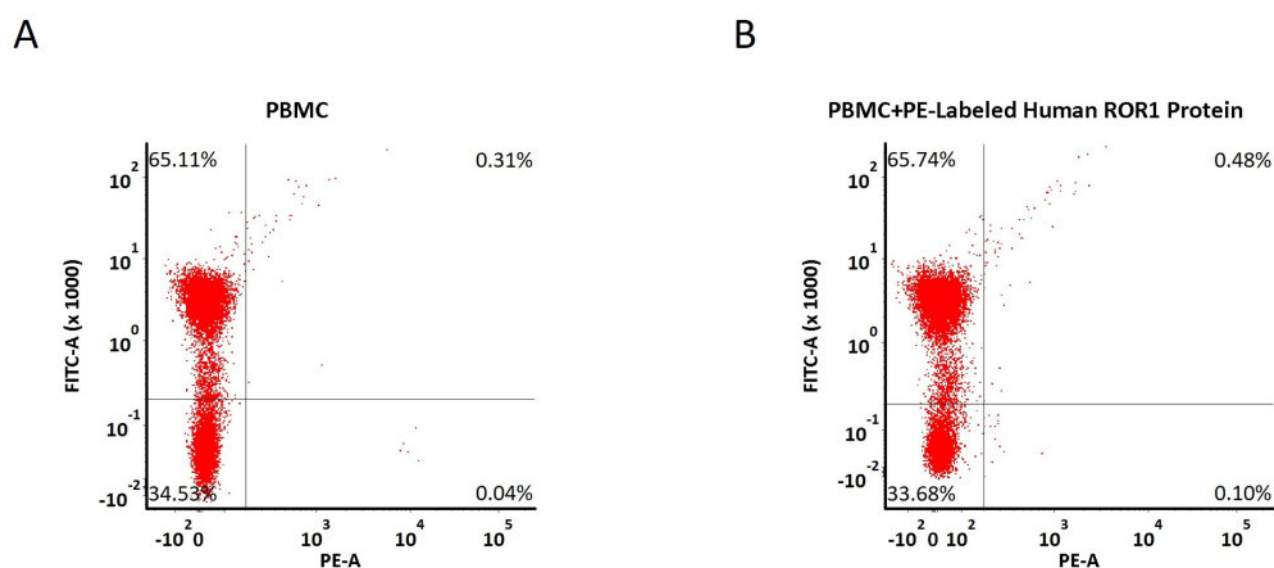 A
PBMC
65.11%
0.31%
10^2
10^1
10^0
10^-1
-10^2
34.53%
0.04%
FITC-A (x 1000)
-10^2 0 10^3 10^4 10^5
PE-A
B
PBMC+PE-Labeled Human ROR1 Protein
65.74%
0.48%
10^2
10^1
10^0
10^-1
-10^-2
33.68%
0.10%
FITC-A (x 1000)
-10^2 0 10^2 10^3 10^4 10^5
PE-A